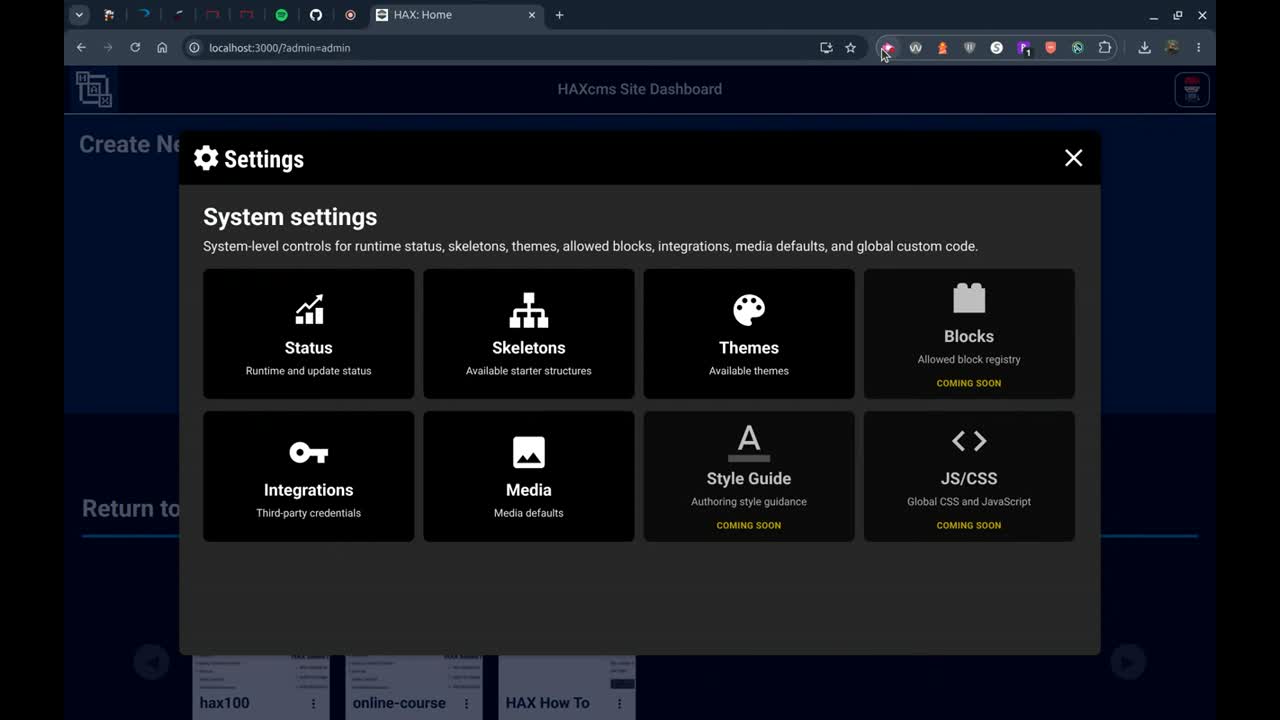 HAX: Home
localhost:3000/?admin=admin
1
HAX
HAXcms Site Dashboard
Create Ne
Settings
System settings
System-level controls for runtime status, skeletons, themes, allowed blocks, integrations, media defaults, and global custom code.
Status
Runtime and update status
Skeletons
Available starter structures
Themes
Available themes
Blocks
Allowed block registry
COMING SOON
Integrations
Third-party credentials
Media
Media defaults
A
Style Guide
Authoring style guidance
COMING SOON
JS/CSS
Global CSS and JavaScript
COMING SOON
Return to
hax100
online-course
HAX How To